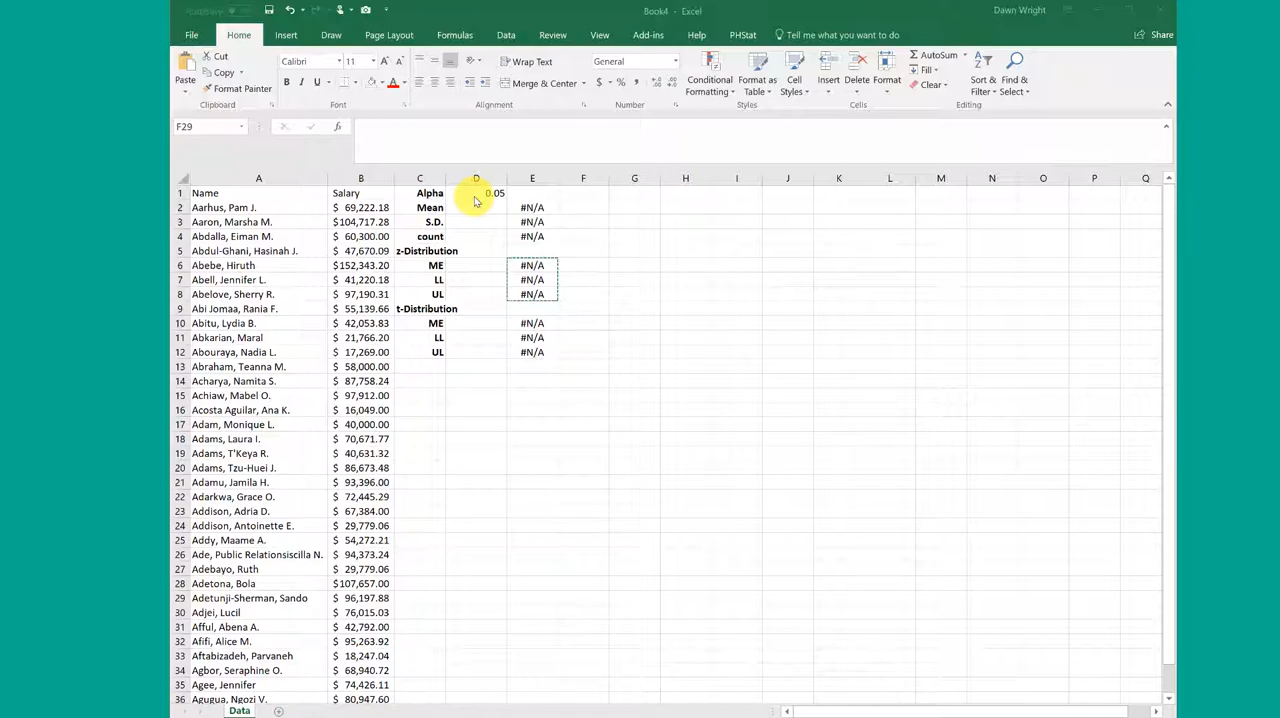 Book4 - Excel
Dawn Wright
File Home Insert Draw Page Layout Formulas Data Review View Help Add-ins PHStat Tell me what you want to do Share
Cut
Copy
Format Painter
Paste
Calibri 11
B I U
Wrap Text
Merge & Center
General
$ % ,
Conditional Formatting
Format as Table
Cell Styles
Insert Delete Format
AutoSum
Fill
Clear
Sort & Filter
Find & Select
Clipboard Font Alignment Number Styles Cells Editing
F29 fx
A B C D E F G H I J K L M N O P Q
1 Name Salary Alpha 0.05
2 Aarhus, Pam J. $ 69,222.18 Mean #N/A
3 Aaron, Marsha M. $104,717.28 S.D. #N/A
4 Abdalla, Eiman M. $ 60,300.00 count #N/A
5 Abdul-Ghani, Hasinah J. $ 47,670.09 z-Distribution
6 Abebe, Hiruth $152,343.20 ME #N/A
7 Abell, Jennifer L. $ 41,220.18 LL #N/A
8 Abelove, Sherry R. $ 97,190.31 UL #N/A
9 Abi Jomaa, Rania F. $ 55,139.66 t-Distribution
10 Abitu, Lydia B. $ 42,053.83 ME #N/A
11 Abkarian, Maral $ 21,766.20 LL #N/A
12 Abouraya, Nadia L. $ 17,269.00 UL #N/A
13 Abraham, Teanna M. $ 58,000.00
14 Acharya, Namita S. $ 87,758.24
15 Achiaw, Mabel O. $ 97,912.00
16 Acosta Aguilar, Ana K. $ 16,049.00
17 Adam, Monique L. $ 40,000.00
18 Adams, Laura I. $ 70,671.77
19 Adams, T'Keya R. $ 40,631.32
20 Adams, Tzu-Huei J. $ 86,673.48
21 Adamu, Jamila H. $ 93,396.00
22 Adarkwa, Grace O. $ 72,445.29
23 Addison, Adria D. $ 67,384.00
24 Addison, Antoinette E. $ 29,779.06
25 Addy, Maame A. $ 54,272.21
26 Ade, Public Relationsiscilla N. $ 94,373.24
27 Adebayo, Ruth $ 29,779.06
28 Adetona, Bola $107,657.00
29 Adetunji-Sherman, Sando $ 96,197.88
30 Adjei, Lucil $ 76,015.03
31 Afful, Abena A. $ 42,792.00
32 Afifi, Alice M. $ 95,263.92
33 Aftabizadeh, Parvaneh $ 18,247.04
34 Agbor, Seraphine O. $ 68,940.72
35 Agee, Jennifer $ 74,426.11
36 Agugua, Ngozi V. $ 80,947.60
Data